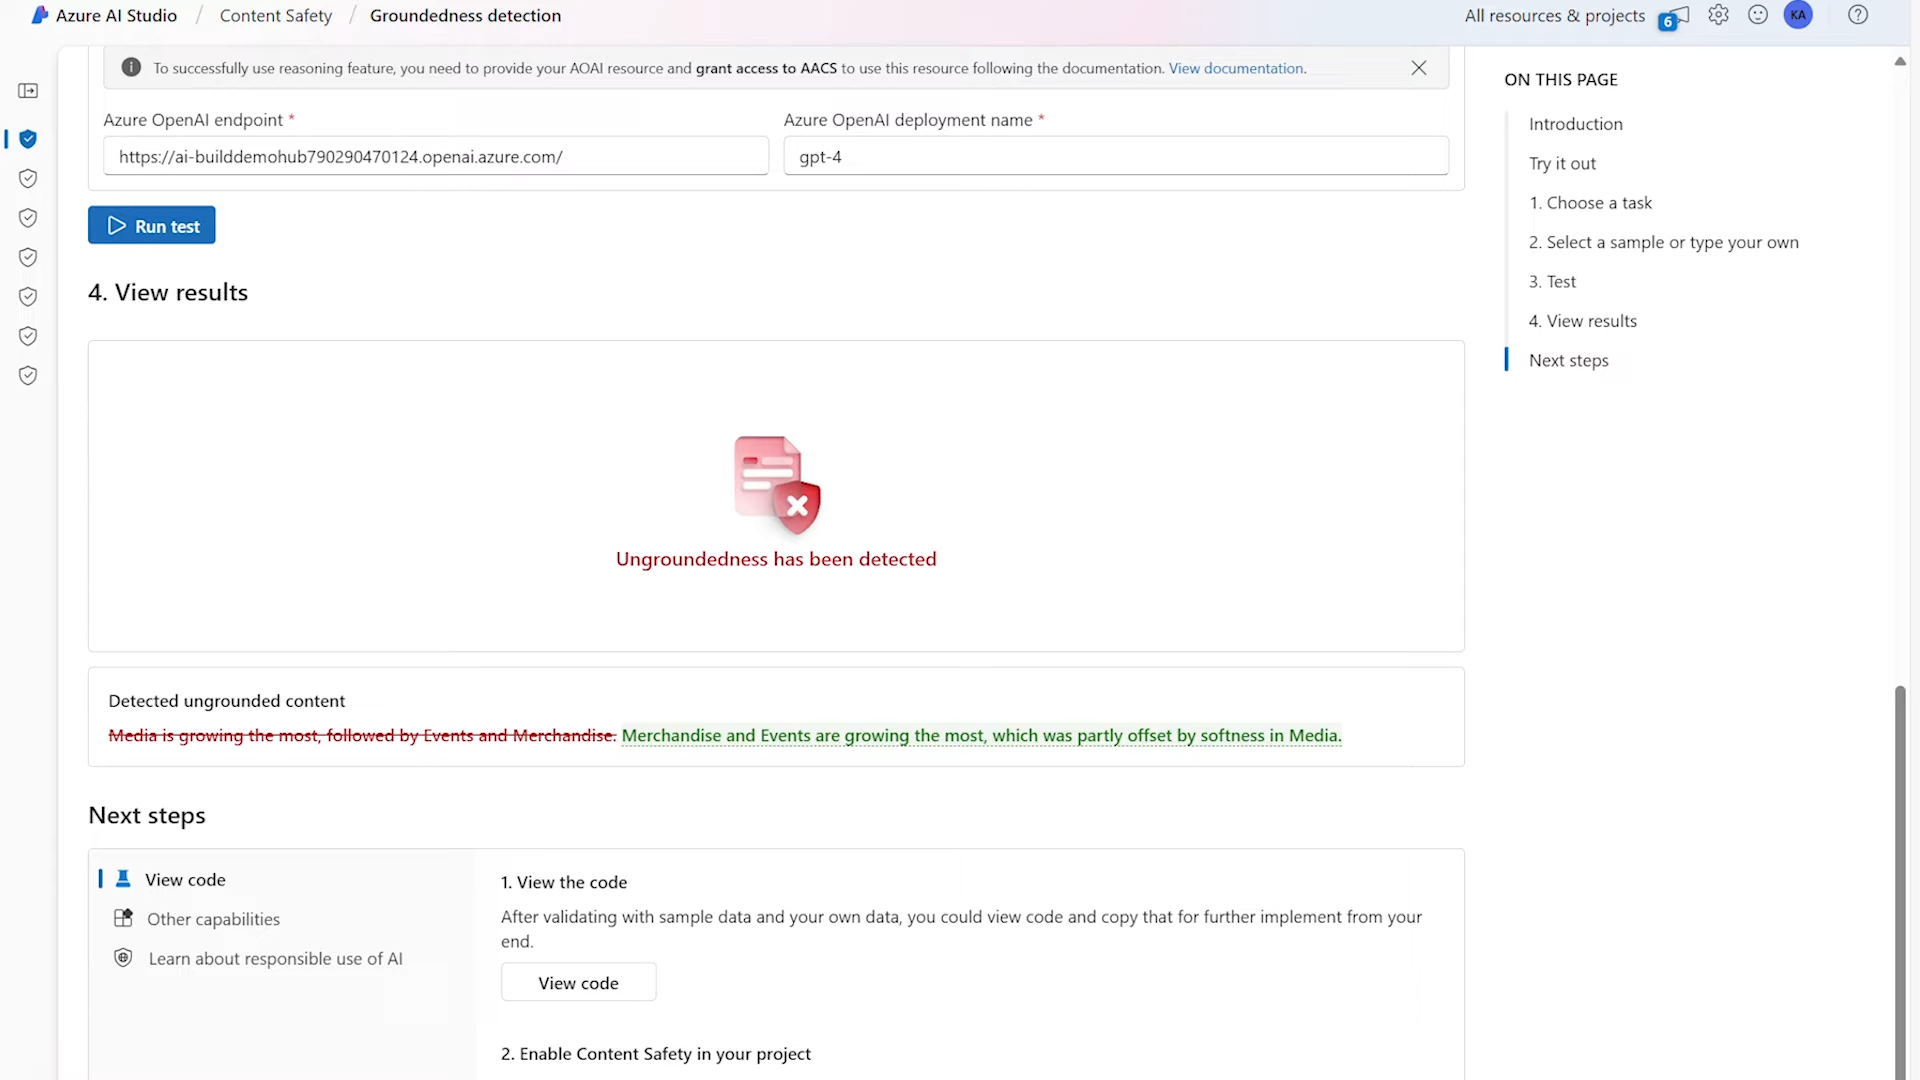 Azure AI Studio / Content Safety / Groundedness detection
All resources & projects
6
KA
To successfully use reasoning feature, you need to provide your AOAI resource and grant access to AACS to use this resource following the documentation. View documentation.
Azure OpenAI endpoint *
Azure OpenAI deployment name *
https://ai-builddemohub790290470124.openai.azure.com/
gpt-4
Run test
4. View results
Ungroundedness has been detected
Detected ungrounded content
Media is growing the most, followed by Events and Merchandise. Merchandise and Events are growing the most, which was partly offset by softness in Media.
Next steps
View code
Other capabilities
Learn about responsible use of AI
1. View the code
After validating with sample data and your own data, you could view code and copy that for further implement from your
end.
View code
2. Enable Content Safety in your project
ON THIS PAGE
Introduction
Try it out
1. Choose a task
2. Select a sample or type your own
3. Test
4. View results
Next steps